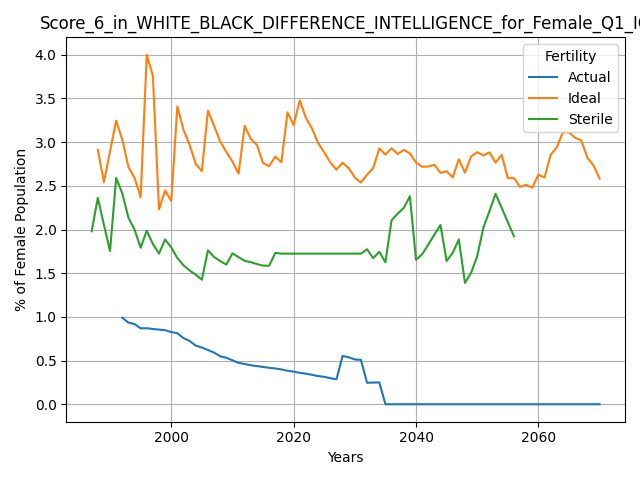 Score_6_in_WHITE_BLACK_DIFFERENCE_INTELLIGENCE_for_Female_Q1_I
Fertility
Actual
Ideal
Sterile
% of Female Population
4.0
3.5
3.0
2.5
2.0
1.5
1.0
0.5
0.0
2000 2020 2040 2060
Years